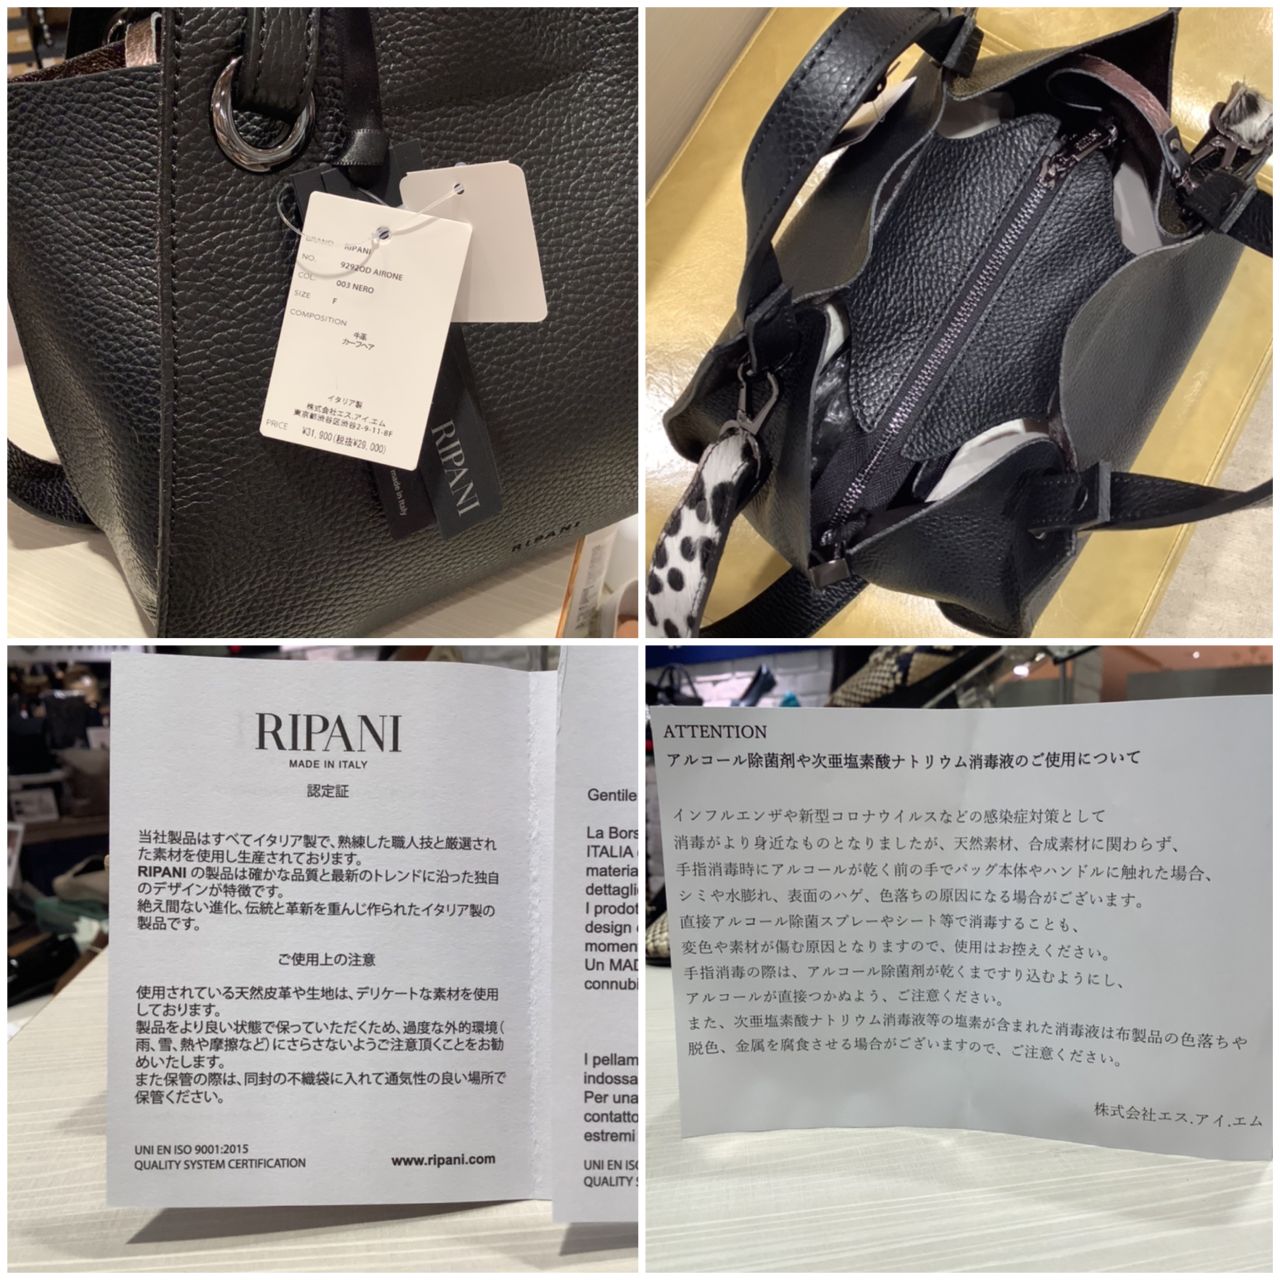 BRAND RIPANI
NO. 9292OD AIRONE
COL. 003 NERO
SIZE F
COMPOSITION
牛革
カーフヘア
イタリア製
株式会社エス.アイ.エム
東京都渋谷区渋谷2-9-11-8F
PRICE ¥31,900(税抜¥29,000)
RIPANI
made in Italy
RIPANI
RIPANI
MADE IN ITALY
認定証
当社製品はすべてイタリア製で、熟練した職人技と厳選され
た素材を使用し生産されております。
RIPANI の製品は確かな品質と最新のトレンドに沿った独自
のデザインが特徴です。
絶え間ない進化、伝統と革新を重んじ作られたイタリア製の
製品です。
ご使用上の注意
使用されている天然皮革や生地は、デリケートな素材を使用
しております。
製品をより良い状態で保っていただくため、過度な外的環境(
雨、雪、熱や摩擦など)にさらさないようご注意頂くことをお勧
めいたします。
また保管の際は、同封の不織袋に入れて通気性の良い場所で
保管ください。
UNI EN ISO 9001:2015
QUALITY SYSTEM CERTIFICATION
www.ripani.com
Gentile
La Bors
ITALIA
materia
dettagli
I prodot
design
momen
Un MAD
connubi
I pellam
indossa
Per una
contatto
estremi
UNI EN ISO
QUALITY S
ATTENTION
アルコール除菌剤や次亜塩素酸ナトリウム消毒液のご使用について
インフルエンザや新型コロナウイルスなどの感染症対策として
消毒がより身近なものとなりましたが、天然素材、合成素材に関わらず、
手指消毒時にアルコールが乾く前の手でバッグ本体やハンドルに触れた場合、
シミや水膨れ、表面のハゲ、色落ちの原因になる場合がございます。
直接アルコール除菌スプレーやシート等で消毒することも、
変色や素材が傷む原因となりますので、使用はお控えください。
手指消毒の際は、アルコール除菌剤が乾くまですり込むようにし、
アルコールが直接つかぬよう、ご注意ください。
また、次亜塩素酸ナトリウム消毒液等の塩素が含まれた消毒液は布製品の色落ちや
脱色、金属を腐食させる場合がございますので、ご注意ください。
株式会社エス.アイ.エム